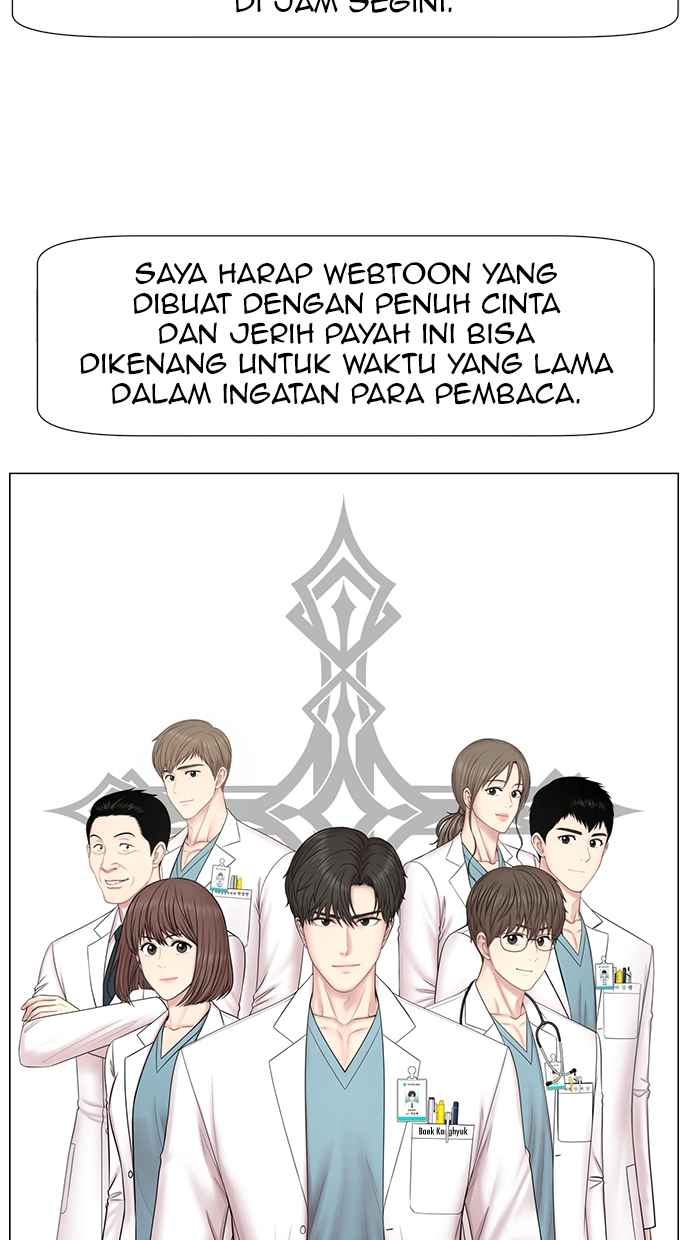 DI JAM SEGINI.
SAYA HARAP WEBTOON YANG
DIBUAT DENGAN PENUH CINTA
DAN JERIH PAYAH INI BISA
DIKENANG UNTUK WAKTU YANG LAMA
DALAM INGATAN PARA PEMBACA.
Baek Kanghyuk